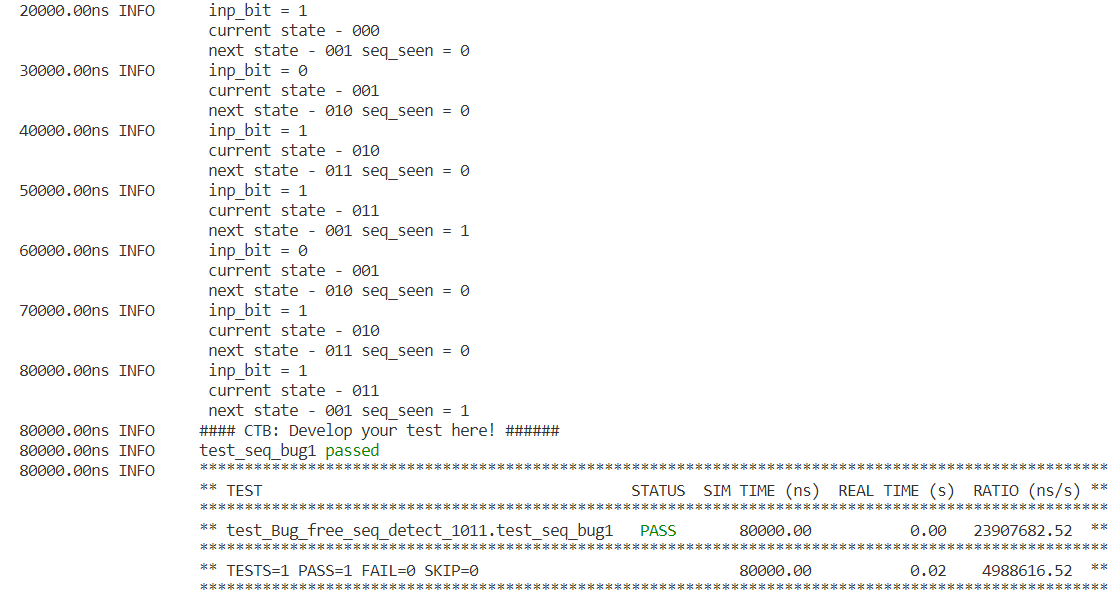 20000.00ns INFO inp_bit = 1
current state - 000
next state - 001 seq_seen = 0
30000.00ns INFO inp_bit = 0
current state - 001
next state - 010 seq_seen = 0
40000.00ns INFO inp_bit = 1
current state - 010
next state - 011 seq_seen = 0
50000.00ns INFO inp_bit = 1
current state - 011
next state - 001 seq_seen = 1
60000.00ns INFO inp_bit = 0
current state - 001
next state - 010 seq_seen = 0
70000.00ns INFO inp_bit = 1
current state - 010
next state - 011 seq_seen = 0
80000.00ns INFO inp_bit = 1
current state - 011
next state - 001 seq_seen = 1
80000.00ns INFO #### CTB: Develop your test here! ######
80000.00ns INFO test_seq_bug1 passed
80000.00ns INFO *****************************************************************************************************
** TEST STATUS SIM TIME (ns) REAL TIME (s) RATIO (ns/s) **
*****************************************************************************************************
** test_Bug_free_seq_detect_1011.test_seq_bug1 PASS 80000.00 0.00 23907682.52 **
*****************************************************************************************************
** TESTS=1 PASS=1 FAIL=0 SKIP=0 80000.00 0.02 4988616.52 **
*****************************************************************************************************